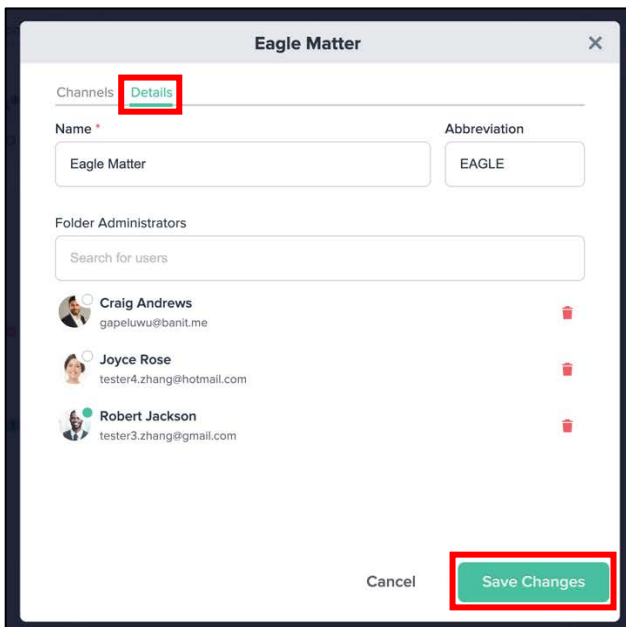 Eagle Matter
Channels Details
Name * Abbreviation
Eagle Matter EAGLE
Folder Administrators
Search for users
Craig Andrews
gapeluwu@banit.me
Joyce Rose
tester4.zhang@hotmail.com
Robert Jackson
tester3.zhang@gmail.com
Cancel Save Changes